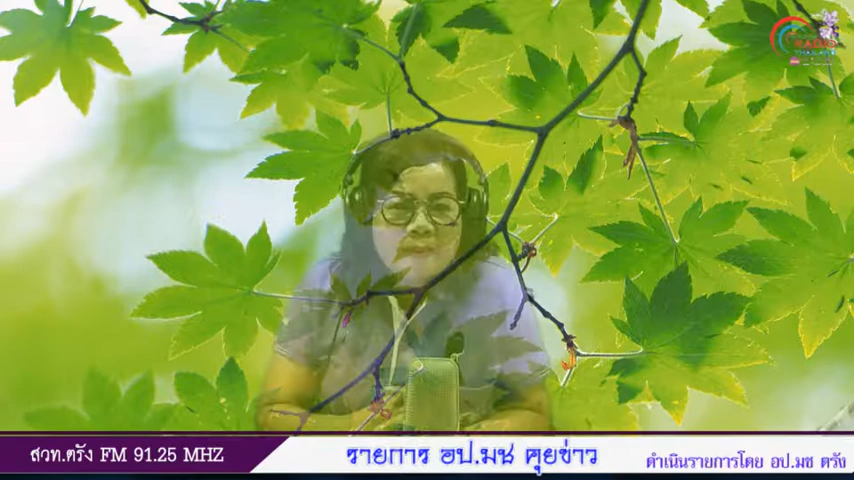 RADIO
THAILAND
สวท.ตรัง FM 91.25 MHZ
รายการ อป.มช คุยข่าว
ดำเนินรายการโดย อป.มช ตรัง